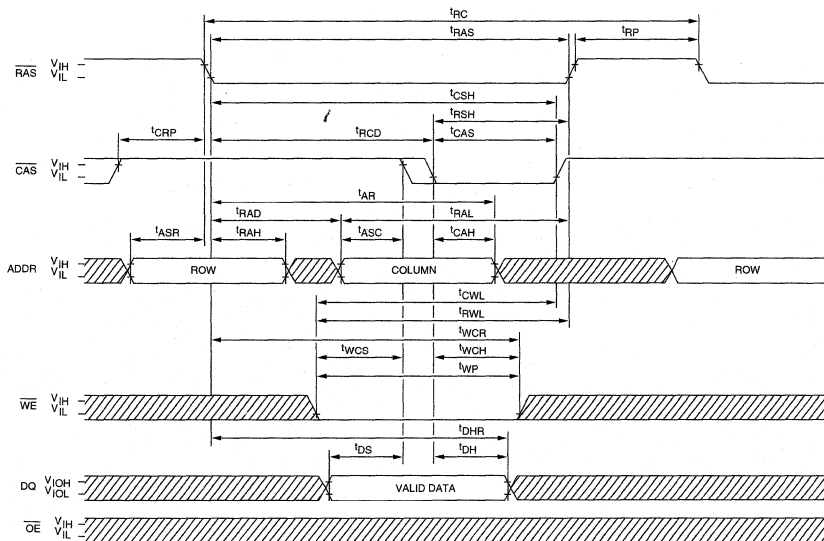 tRC
tRAS
tRP
RAS VIH
VIL
tCSH
tRSH
tCRP
tRCD
tCAS
CAS VIH
VIL
tAR
tRAD
tRAL
tASR
tRAH
tASC
tCAH
ADDR VIH
VIL
ROW
COLUMN
ROW
tCWL
tRWL
tWCR
tWCS
tWCH
tWP
WE VIH
VIL
tDHR
tDS
tDH
DQ VIOH
VIOL
VALID DATA
OE VIH
VIL